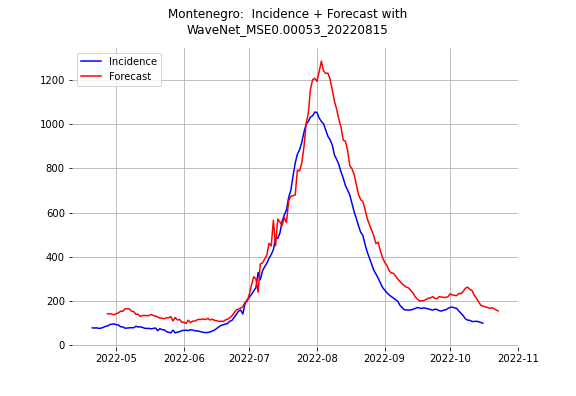 Montenegro:  Incidence + Forecast with
WaveNet_MSE0.00053_20220815
Incidence
Forecast
1200
1000
800
600
400
200
0
2022-05 2022-06 2022-07 2022-08 2022-09 2022-10 2022-11